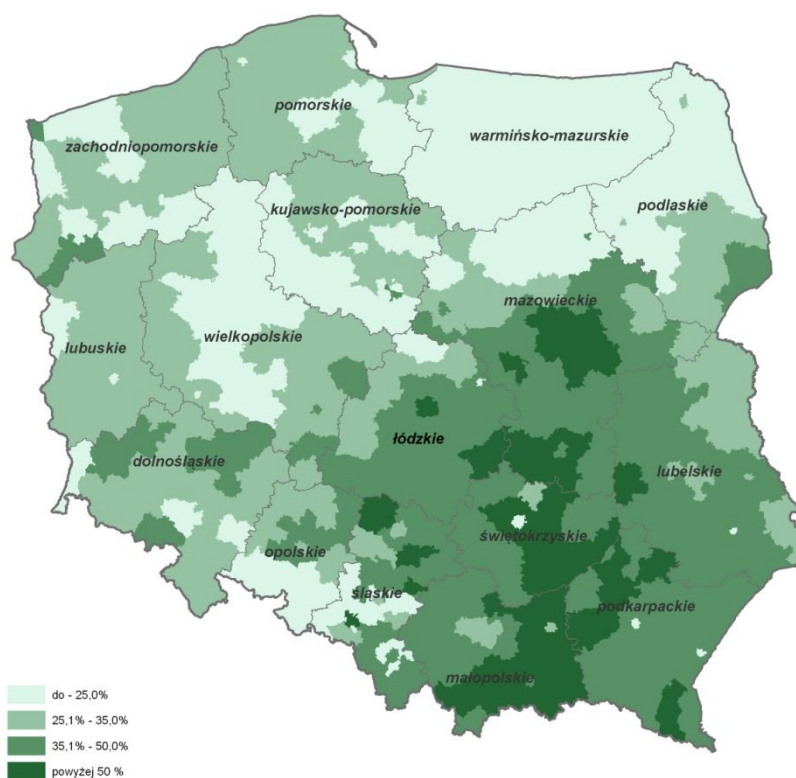 pomorskie
warmińsko-mazurskie
zachodniopomorskie
kujawsko-pomorskie
podlaskie
mazowieckie
lubuskie
wielkopolskie
łódzkie
dolnośląskie
lubelskie
opolskie
świętokrzyskie
śląskie
podkarpackie
małopolskie
do - 25,0%
25,1% - 35,0%
35,1% - 50,0%
powyżej 50 %